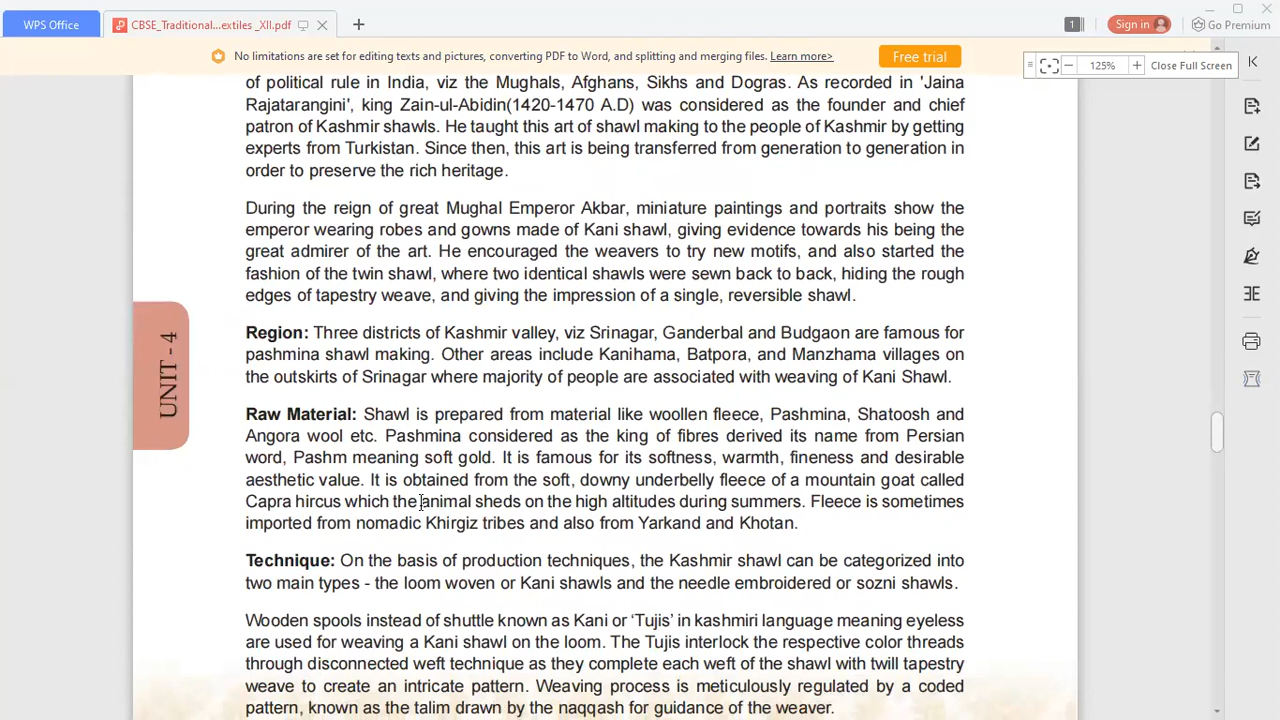 WPS Office
CBSE_Traditional...extiles _XII.pdf
1
Sign in
Go Premium
No limitations are set for editing texts and pictures, converting PDF to Word, and splitting and merging files. Learn more>
Free trial
125%
Close Full Screen
of political rule in India, viz the Mughals, Afghans, Sikhs and Dogras. As recorded in 'Jaina
Rajatarangini', king Zain-ul-Abidin(1420-1470 A.D) was considered as the founder and chief
patron of Kashmir shawls. He taught this art of shawl making to the people of Kashmir by getting
experts from Turkistan. Since then, this art is being transferred from generation to generation in
order to preserve the rich heritage.
During the reign of great Mughal Emperor Akbar, miniature paintings and portraits show the
emperor wearing robes and gowns made of Kani shawl, giving evidence towards his being the
great admirer of the art. He encouraged the weavers to try new motifs, and also started the
fashion of the twin shawl, where two identical shawls were sewn back to back, hiding the rough
edges of tapestry weave, and giving the impression of a single, reversible shawl.
UNIT - 4
Region: Three districts of Kashmir valley, viz Srinagar, Ganderbal and Budgaon are famous for
pashmina shawl making. Other areas include Kanihama, Batpora, and Manzhama villages on
the outskirts of Srinagar where majority of people are associated with weaving of Kani Shawl.
Raw Material: Shawl is prepared from material like woollen fleece, Pashmina, Shatoosh and
Angora wool etc. Pashmina considered as the king of fibres derived its name from Persian
word, Pashm meaning soft gold. It is famous for its softness, warmth, fineness and desirable
aesthetic value. It is obtained from the soft, downy underbelly fleece of a mountain goat called
Capra hircus which the animal sheds on the high altitudes during summers. Fleece is sometimes
imported from nomadic Khirgiz tribes and also from Yarkand and Khotan.
Technique: On the basis of production techniques, the Kashmir shawl can be categorized into
two main types - the loom woven or Kani shawls and the needle embroidered or sozni shawls.
Wooden spools instead of shuttle known as Kani or ‘Tujis’ in kashmiri language meaning eyeless
are used for weaving a Kani shawl on the loom. The Tujis interlock the respective color threads
through disconnected weft technique as they complete each weft of the shawl with twill tapestry
weave to create an intricate pattern. Weaving process is meticulously regulated by a coded
pattern, known as the talim drawn by the naqqash for guidance of the weaver.